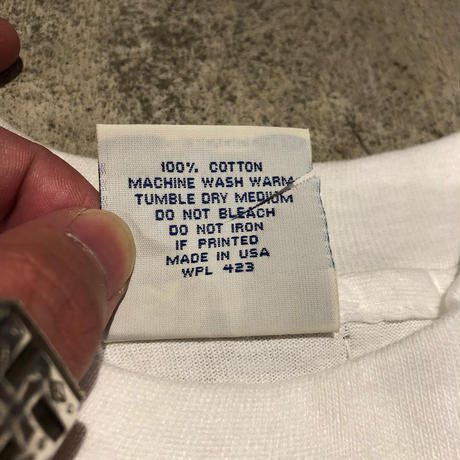 100% COTTON
MACHINE WASH WARM
TUMBLE DRY MEDIUM
DO NOT BLEACH
DO NOT IRON
IF PRINTED
MADE IN USA
WPL 423